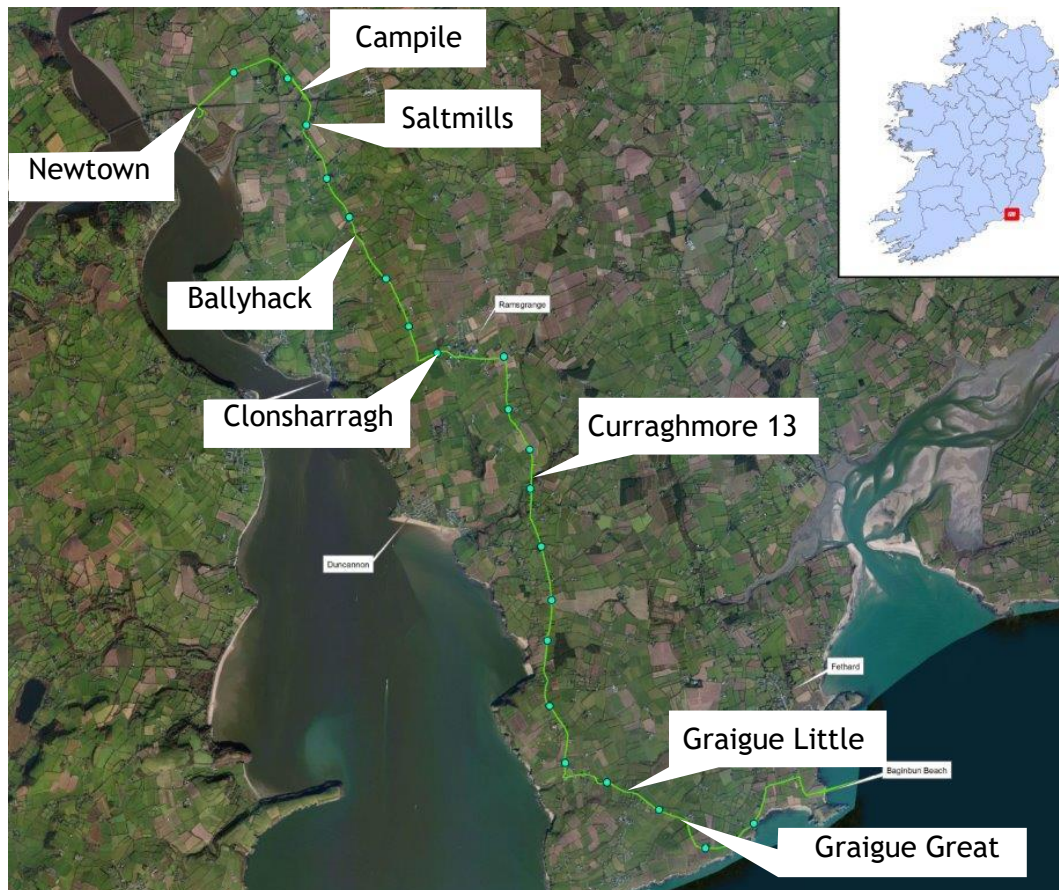 Campile
Saltmills
Newtown
Ballyhack
Ramsgrange
Clonsharragh
Curraghmore 13
Duncannon
Fethard
Graigue Little
Baginbun Beach
Graigue Great